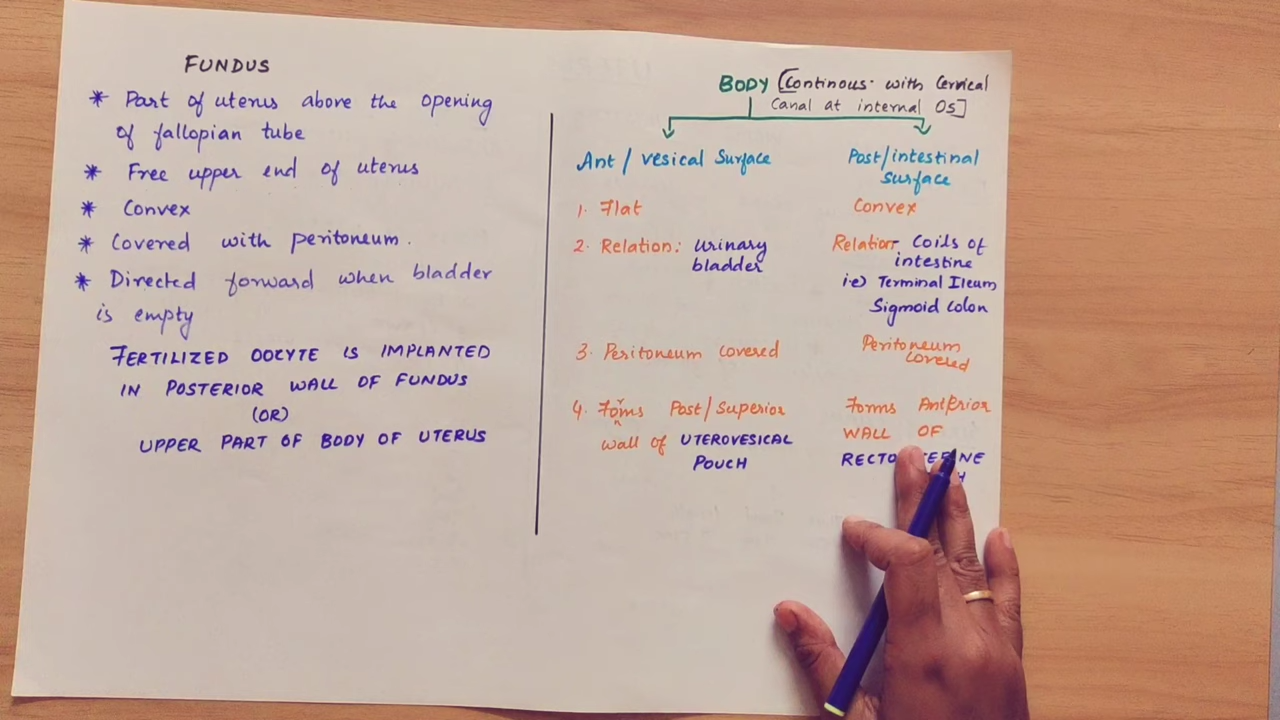 FUNDUS
* Part of uterus above the opening
of fallopian tube
* Free upper end of uterus
* Convex
* Covered with peritoneum.
* Directed forward when bladder
is empty
FERTILIZED OOCYTE IS IMPLANTED
IN POSTERIOR WALL OF FUNDUS
(OR)
UPPER PART OF BODY OF UTERUS
BODY [Continous with Cervical
Canal at internal OS]
Ant / vesical Surface
1. Flat
2. Relation: Urinary
bladder
3. Peritoneum covered
4. Forms Post/Superior
wall of UTEROVESICAL
POUCH
Post/intestinal
Surface
Convex
Relation- Coils of
intestine
i.e) Terminal Ileum
Sigmoid Colon
Peritoneum
covered
Forms Anterior
WALL OF